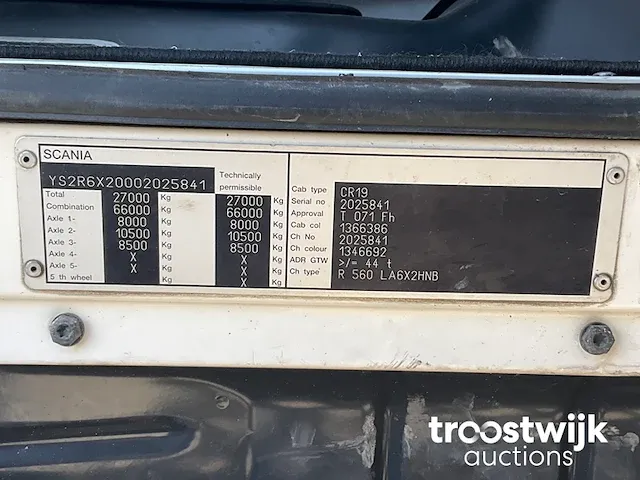 SCANIA
YS2R6X20002025841
Technically permissible
Total 27000 Kg 27000 Kg
Combination 66000 Kg 66000 Kg
Axle 1- 8000 Kg 8000 Kg
Axle 2- 10500 Kg 10500 Kg
Axle 3- 8500 Kg 8500 Kg
Axle 4- X Kg X Kg
Axle 5- X Kg X Kg
5 th wheel X Kg X Kg
Cab type CR19
Serial no 2025841
Approval T 071 Fh
Cab col 1366386
Ch No 2025841
Ch colour 1346692
ADR GTW >/= 44 t
Ch type R 560 LA6X2HNB
troostwijk
auctions